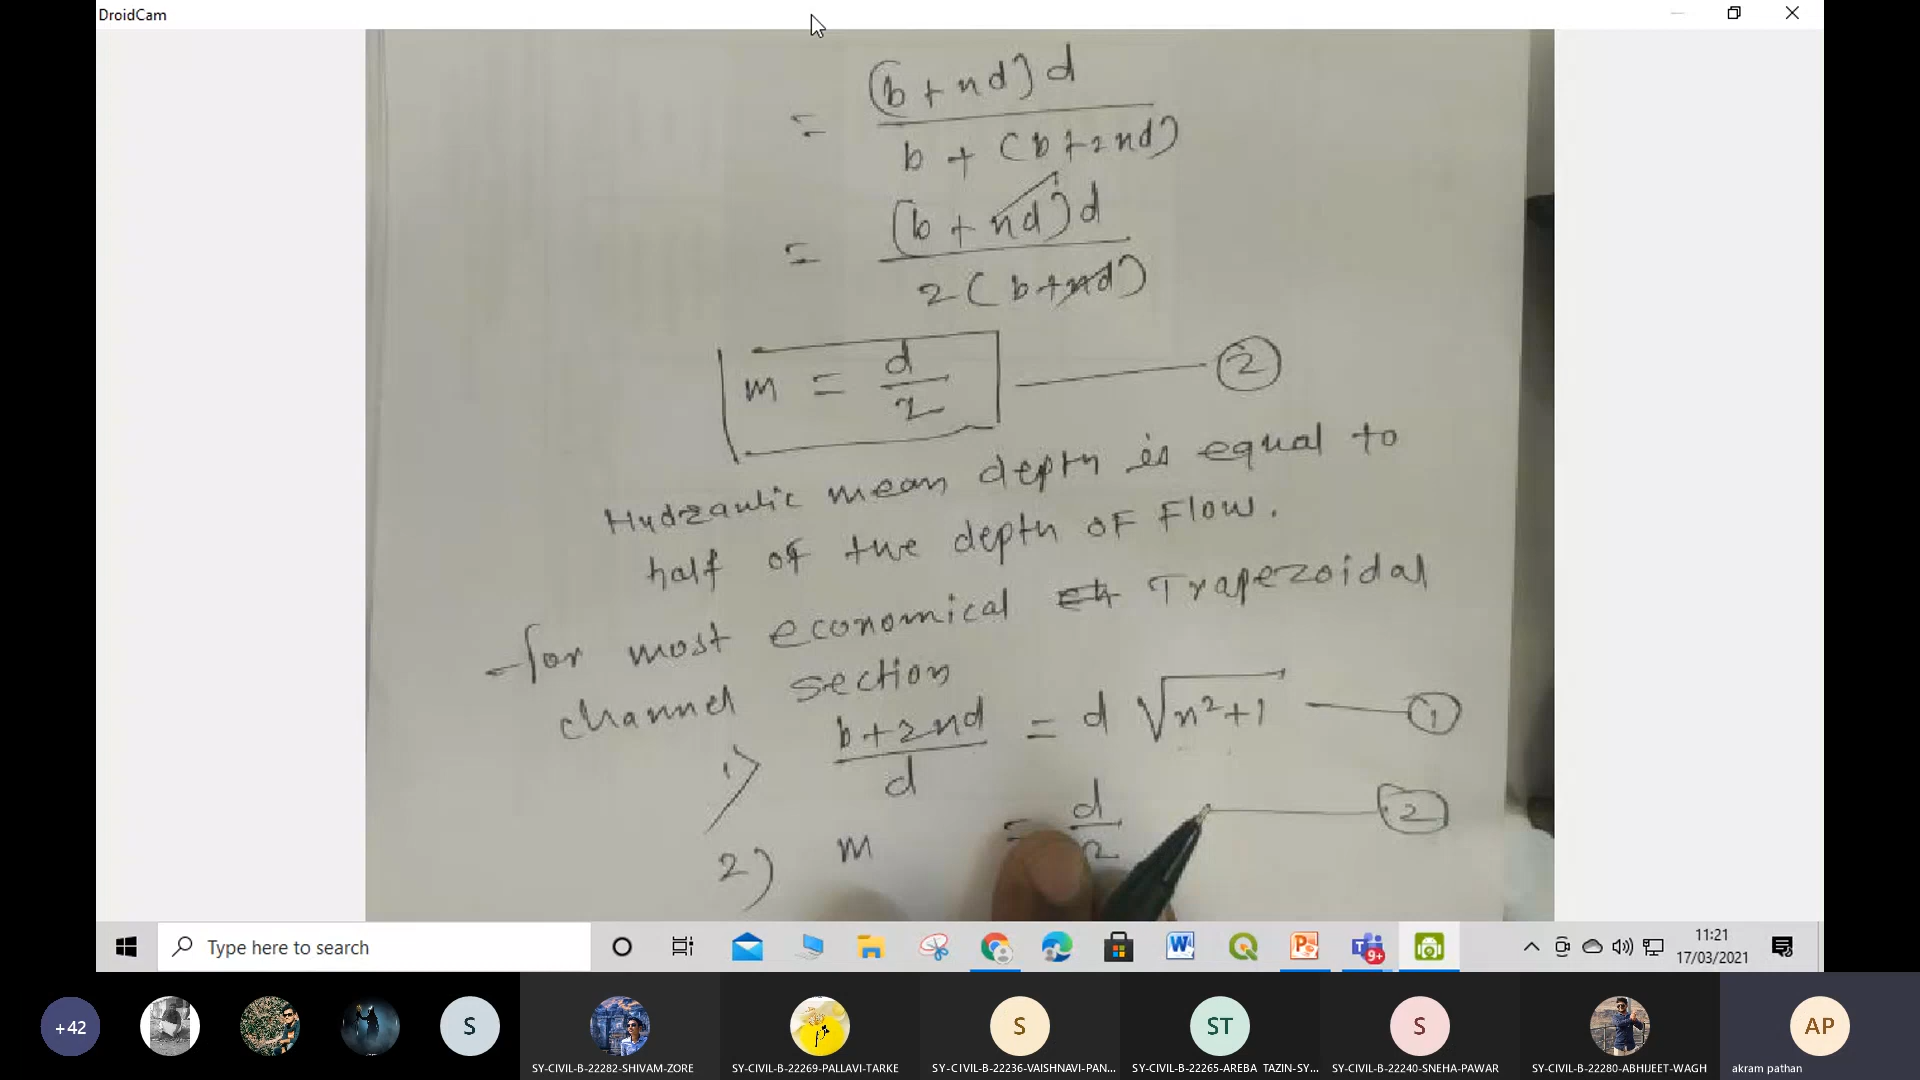 DroidCam
= (b+nd)d
b + (b+2nd)
= (b+nd)d
2(b+nd)
m = d/2 — 2
Hydraulic mean depth is equal to
half of the depth of Flow.
for most economical Trapezoidal
channel section
1) b+2nd/d = d √n²+1 — 1
2) m = d/2 — 2
Type here to search
9+
11:21
17/03/2021
+42
S
S
ST
S
AP
SY-CIVIL-B-22282-SHIVAM-ZORE
SY-CIVIL-B-22269-PALLAVI-TARKE
SY-CIVIL-B-22236-VAISHNAVI-PAN...
SY-CIVIL-B-22265-AREBA TAZIN-SY...
SY-CIVIL-B-22240-SNEHA-PAWAR
SY-CIVIL-B-22280-ABHIJEET-WAGH
akram pathan